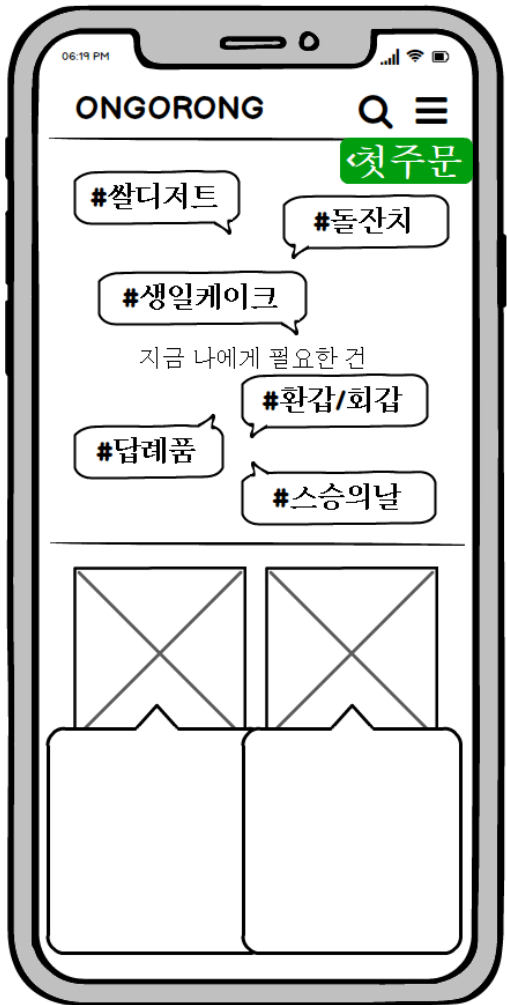 06:19 PM
ONGORONG
<첫주문
#쌀디저트
#돌잔치
#생일케이크
지금 나에게 필요한 건
#환갑/회갑
#답례품
#스승의날